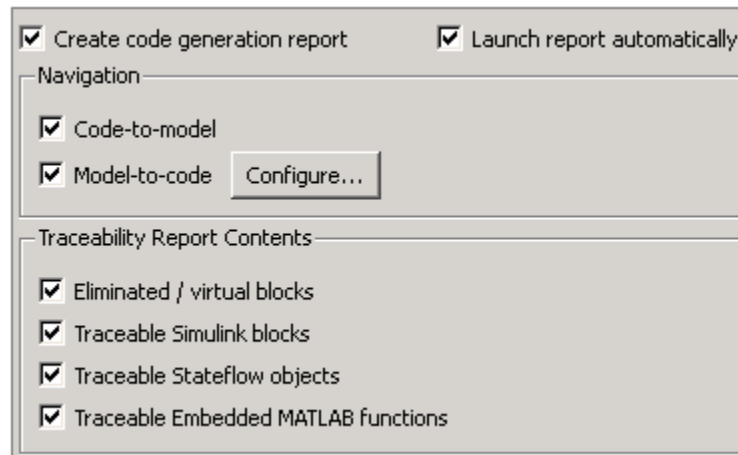 Create code generation report Launch report automatically
Navigation
Code-to-model
Model-to-code Configure...
Traceability Report Contents
Eliminated / virtual blocks
Traceable Simulink blocks
Traceable Stateflow objects
Traceable Embedded MATLAB functions